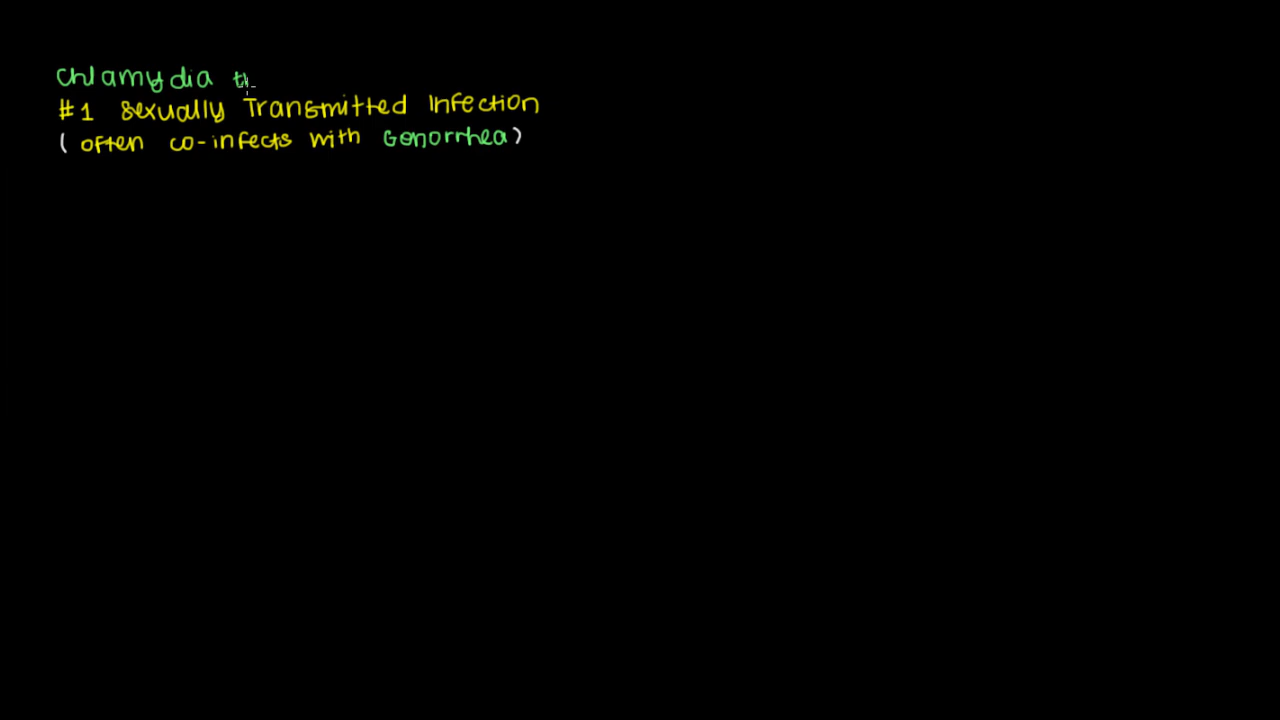 Chlamydia t
#1 Sexually Transmitted Infection
(often co-infects with Gonorrhea)